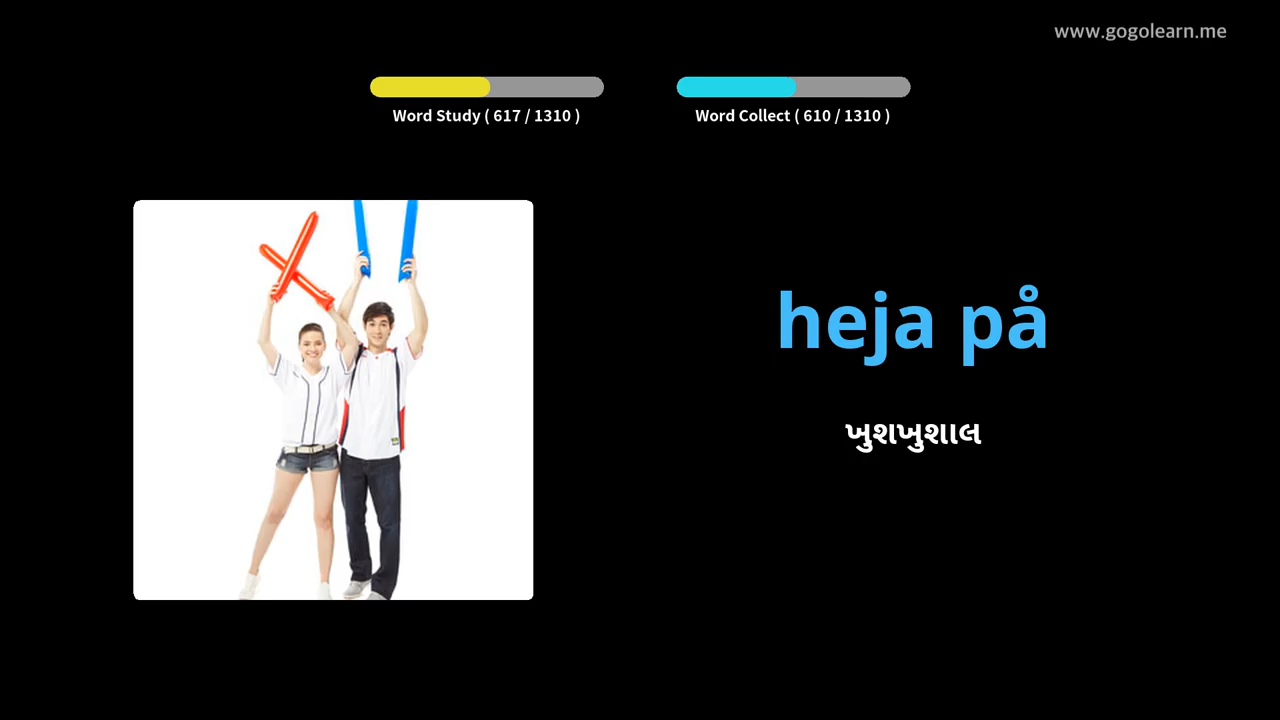 www.gogolearn.me
Word Study ( 617 / 1310 )
Word Collect ( 610 / 1310 )
heja på
ખુશખુશાલ